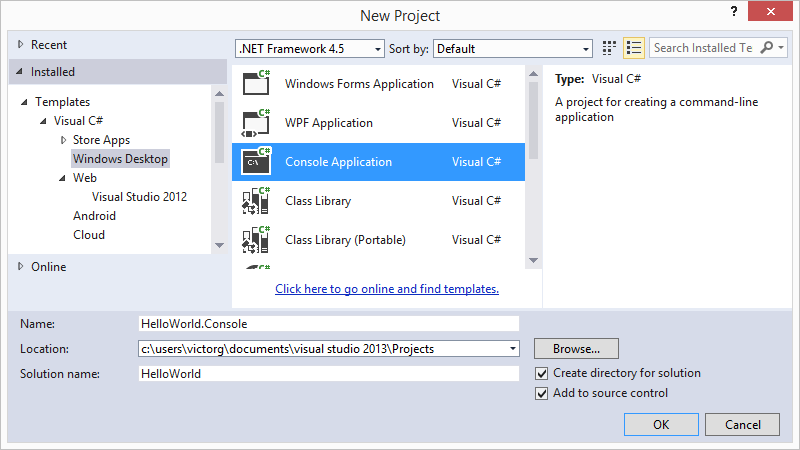 New Project
?
Recent
.NET Framework 4.5
Sort by:
Default
Search Installed Te
Installed
Templates
Visual C#
Store Apps
Windows Desktop
Web
Visual Studio 2012
Android
Cloud
Online
C#
Windows Forms Application
Visual C#
C#
WPF Application
Visual C#
C#
C:\
Console Application
Visual C#
C#
Class Library
Visual C#
C#
Class Library (Portable)
Visual C#
C#
Click here to go online and find templates.
Type: Visual C#
A project for creating a command-line
application
Name:
HelloWorld.Console
Location:
c:\users\victorg\documents\visual studio 2013\Projects
Browse...
Solution name:
HelloWorld
Create directory for solution
Add to source control
OK
Cancel